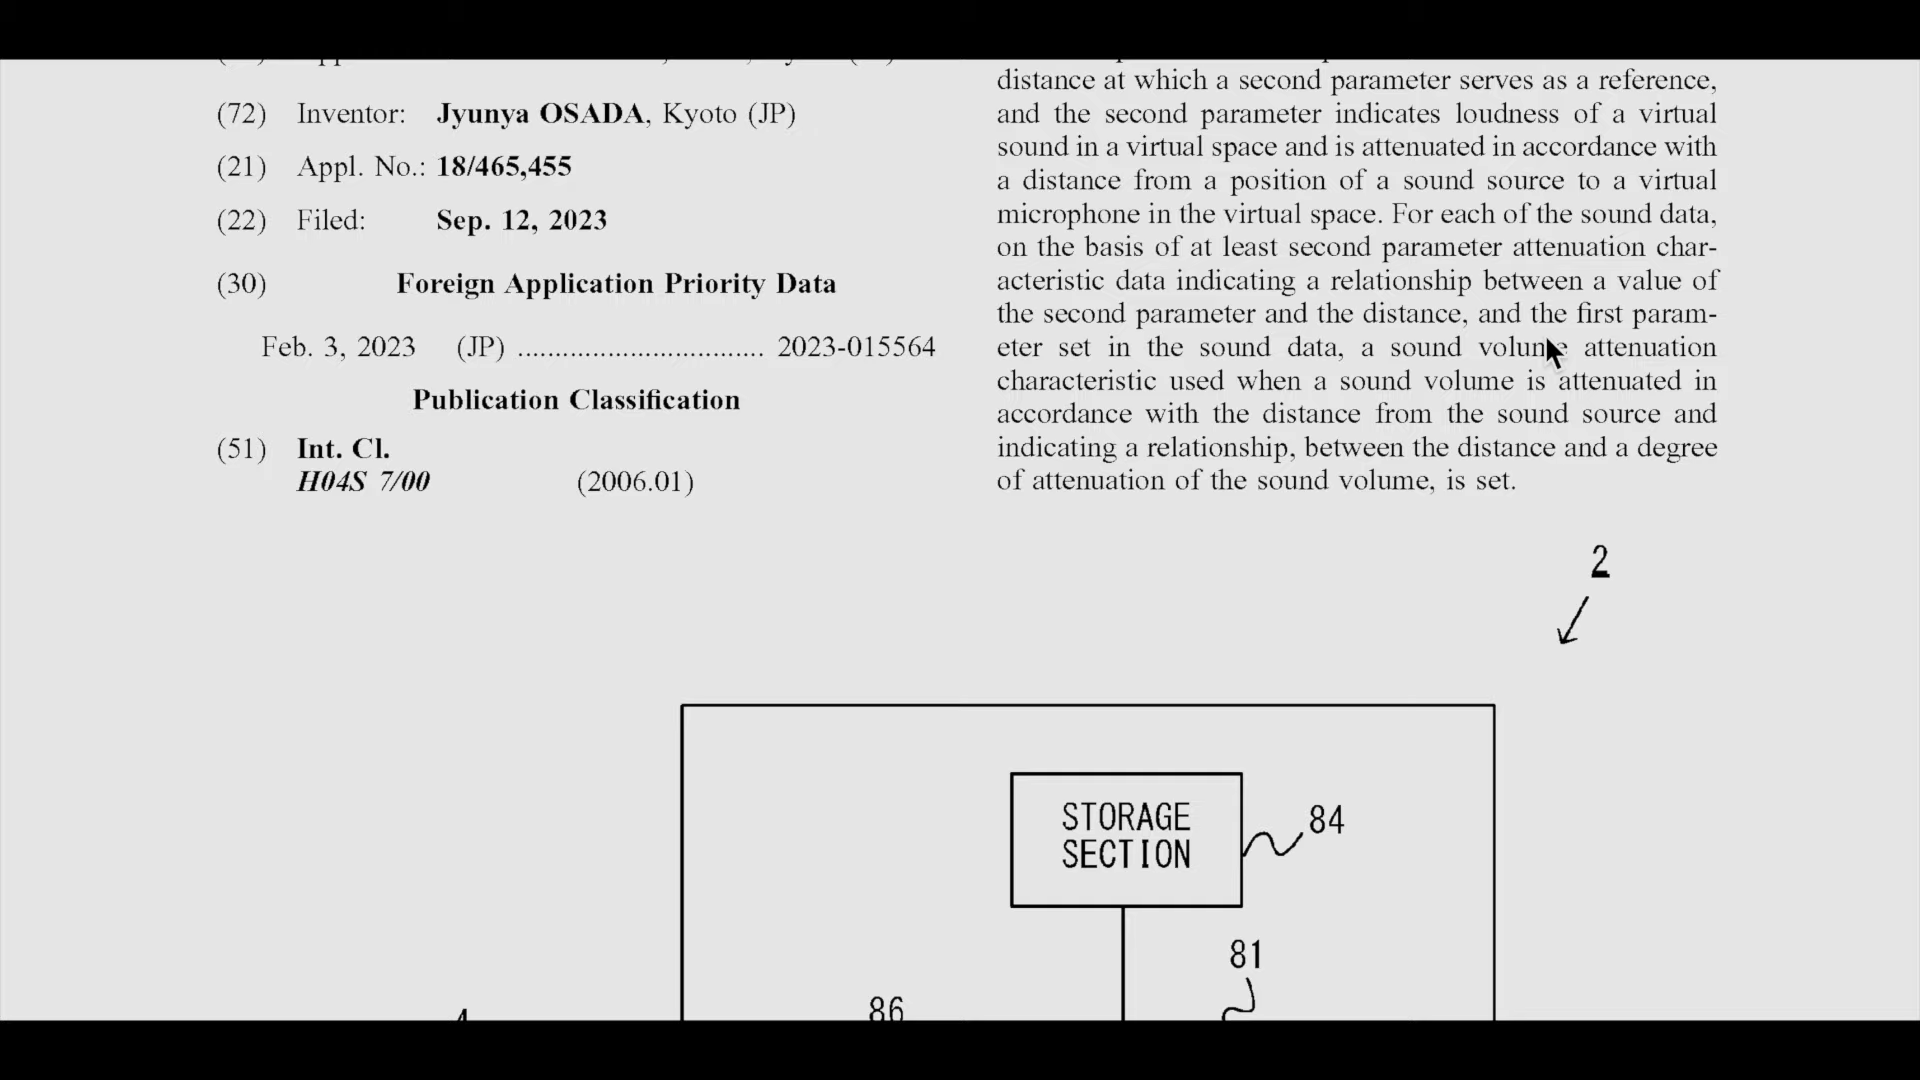 (72) Inventor: Jyunya OSADA, Kyoto (JP)
(21) Appl. No.: 18/465,455
(22) Filed: Sep. 12, 2023
(30) Foreign Application Priority Data
Feb. 3, 2023 (JP) ................................. 2023-015564
Publication Classification
(51) Int. Cl.
H04S 7/00 (2006.01)
distance at which a second parameter serves as a reference,
and the second parameter indicates loudness of a virtual
sound in a virtual space and is attenuated in accordance with
a distance from a position of a sound source to a virtual
microphone in the virtual space. For each of the sound data,
on the basis of at least second parameter attenuation char-
acteristic data indicating a relationship between a value of
the second parameter and the distance, and the first param-
eter set in the sound data, a sound volume attenuation
characteristic used when a sound volume is attenuated in
accordance with the distance from the sound source and
indicating a relationship, between the distance and a degree
of attenuation of the sound volume, is set.
2
STORAGE
SECTION
84
81
86
4